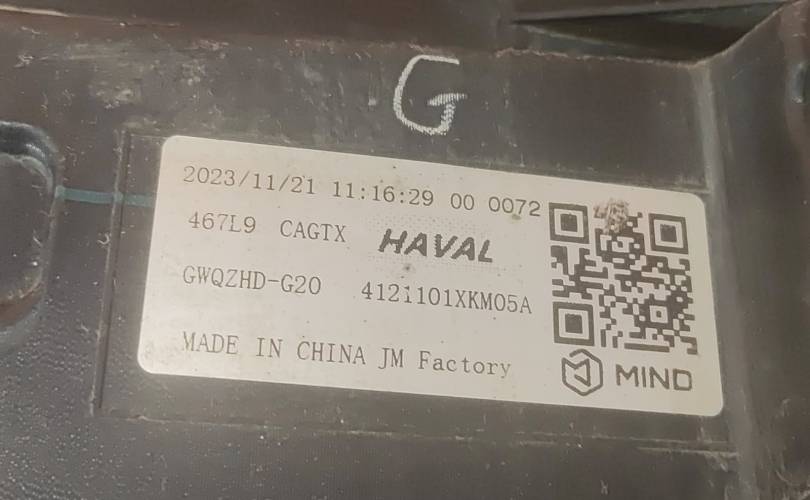 G
2023/11/21 11:16:29 00 0072
467L9 CAGTX HAVAL
GWQZHD-G20 4121101XKM05A
MADE IN CHINA JM Factory
MIND